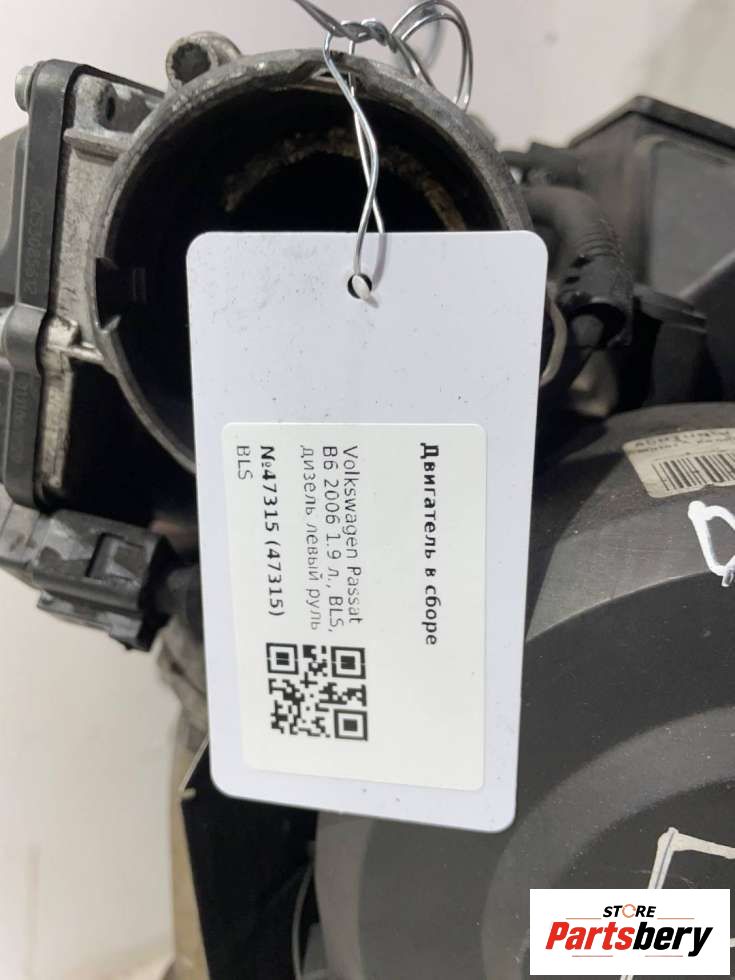 Двигатель в сборе
Volkswagen Passat
B6 2006 1.9 л., BLS,
дизель левый руль
№47315 (47315)
BLS
STORE
Partsbery